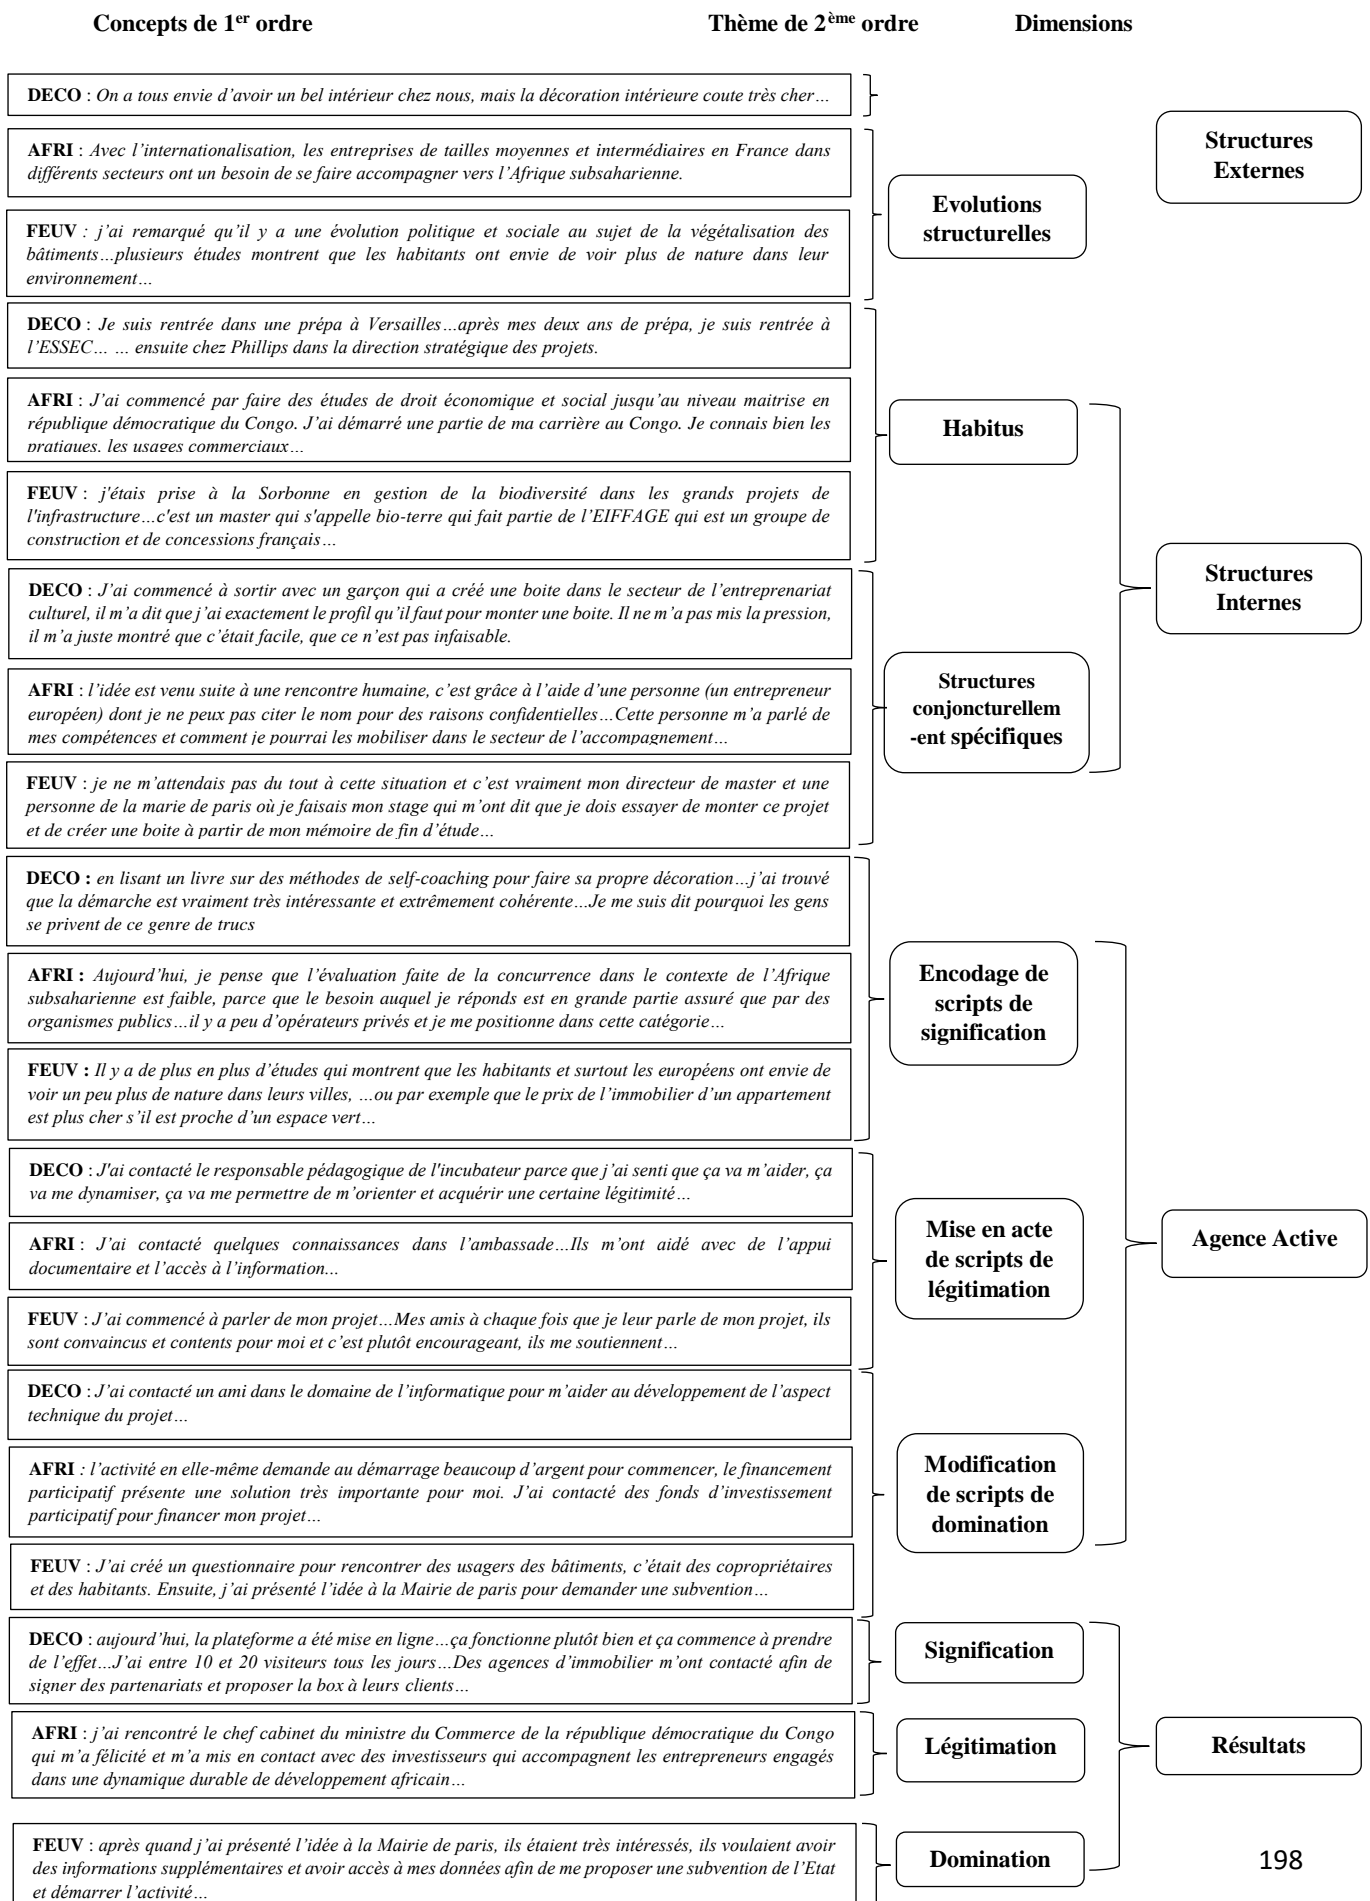 Concepts de 1er ordre
Thème de 2ème ordre
Dimensions
DECO : On a tous envie d'avoir un bel intérieur chez nous, mais la décoration intérieure coute très cher…
AFRI : Avec l'internationalisation, les entreprises de tailles moyennes et intermédiaires en France dans
différents secteurs ont un besoin de se faire accompagner vers l'Afrique subsaharienne.
FEUV : j'ai remarqué qu'il y a une évolution politique et sociale au sujet de la végétalisation des
bâtiments…plusieurs études montrent que les habitants ont envie de voir plus de nature dans leur
environnement…
Evolutions
structurelles
Structures
Externes
DECO : Je suis rentrée dans une prépa à Versailles…après mes deux ans de prépa, je suis rentrée à
l'ESSEC… … ensuite chez Phillips dans la direction stratégique des projets.
AFRI : J'ai commencé par faire des études de droit économique et social jusqu'au niveau maitrise en
république démocratique du Congo. J'ai démarré une partie de ma carrière au Congo. Je connais bien les
pratiques, les usages commerciaux…
FEUV : j'étais prise à la Sorbonne en gestion de la biodiversité dans les grands projets de
l'infrastructure…c'est un master qui s'appelle bio-terre qui fait partie de l'EIFFAGE qui est un groupe de
construction et de concessions français…
Habitus
DECO : J'ai commencé à sortir avec un garçon qui a créé une boite dans le secteur de l'entreprenariat
culturel, il m'a dit que j'ai exactement le profil qu'il faut pour monter une boite. Il ne m'a pas mis la pression,
il m'a juste montré que c'était facile, que ce n'est pas infaisable.
AFRI : l'idée est venu suite à une rencontre humaine, c'est grâce à l'aide d'une personne (un entrepreneur
européen) dont je ne peux pas citer le nom pour des raisons confidentielles…Cette personne m'a parlé de
mes compétences et comment je pourrai les mobiliser dans le secteur de l'accompagnement…
FEUV : je ne m'attendais pas du tout à cette situation et c'est vraiment mon directeur de master et une
personne de la marie de paris où je faisais mon stage qui m'ont dit que je dois essayer de monter ce projet
et de créer une boite à partir de mon mémoire de fin d'étude…
Structures
conjoncturellem
-ent spécifiques
Structures
Internes
DECO : en lisant un livre sur des méthodes de self-coaching pour faire sa propre décoration…j'ai trouvé
que la démarche est vraiment très intéressante et extrêmement cohérente…Je me suis dit pourquoi les gens
se privent de ce genre de trucs
AFRI : Aujourd'hui, je pense que l'évaluation faite de la concurrence dans le contexte de l'Afrique
subsaharienne est faible, parce que le besoin auquel je réponds est en grande partie assuré que par des
organismes publics…il y a peu d'opérateurs privés et je me positionne dans cette catégorie…
FEUV : Il y a de plus en plus d'études qui montrent que les habitants et surtout les européens ont envie de
voir un peu plus de nature dans leurs villes, …ou par exemple que le prix de l'immobilier d'un appartement
est plus cher s'il est proche d'un espace vert…
Encodage de
scripts de
signification
DECO : J'ai contacté le responsable pédagogique de l'incubateur parce que j'ai senti que ça va m'aider, ça
va me dynamiser, ça va me permettre de m'orienter et acquérir une certaine légitimité…
AFRI : J'ai contacté quelques connaissances dans l'ambassade…Ils m'ont aidé avec de l'appui
documentaire et l'accès à l'information...
FEUV : J'ai commencé à parler de mon projet…Mes amis à chaque fois que je leur parle de mon projet, ils
sont convaincus et contents pour moi et c'est plutôt encourageant, ils me soutiennent…
Mise en acte
de scripts de
légitimation
Agence Active
DECO : J'ai contacté un ami dans le domaine de l'informatique pour m'aider au développement de l'aspect
technique du projet…
AFRI : l'activité en elle-même demande au démarrage beaucoup d'argent pour commencer, le financement
participatif présente une solution très importante pour moi. J'ai contacté des fonds d'investissement
participatif pour financer mon projet…
FEUV : J'ai créé un questionnaire pour rencontrer des usagers des bâtiments, c'était des copropriétaires
et des habitants. Ensuite, j'ai présenté l'idée à la Mairie de paris pour demander une subvention…
Modification
de scripts de
domination
DECO : aujourd'hui, la plateforme a été mise en ligne…ça fonctionne plutôt bien et ça commence à prendre
de l'effet…J'ai entre 10 et 20 visiteurs tous les jours…Des agences d'immobilier m'ont contacté afin de
signer des partenariats et proposer la box à leurs clients…
Signification
AFRI : j'ai rencontré le chef cabinet du ministre du Commerce de la république démocratique du Congo
qui m'a félicité et m'a mis en contact avec des investisseurs qui accompagnent les entrepreneurs engagés
dans une dynamique durable de développement africain…
Légitimation
Résultats
FEUV : après quand j'ai présenté l'idée à la Mairie de paris, ils étaient très intéressés, ils voulaient avoir
des informations supplémentaires et avoir accès à mes données afin de me proposer une subvention de l'Etat
et démarrer l'activité…
Domination
198